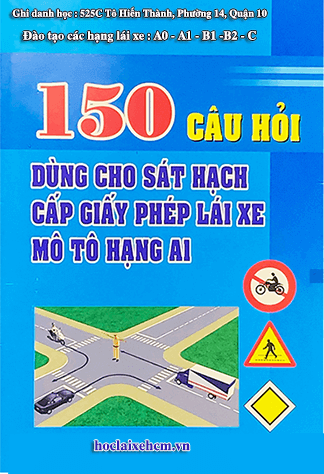 Ghi danh học : 525C Tô Hiến Thành, Phường 14, Quận 10
Đào tạo các hạng lái xe : A0 - A1 - B1 -B2 - C
150 CÂU HỎI
DÙNG CHO SÁT HẠCH
CẤP GIẤY PHÉP LÁI XE
MÔ TÔ HẠNG A1
hoclaixehcm.vn